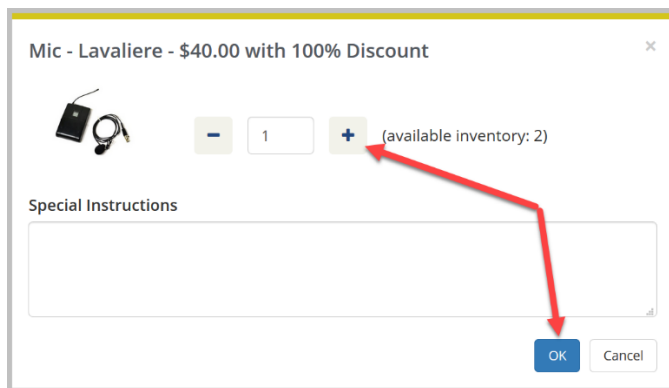 Mic - Lavaliere - $40.00 with 100% Discount ×
− 1 + (available inventory: 2)
Special Instructions
OK Cancel